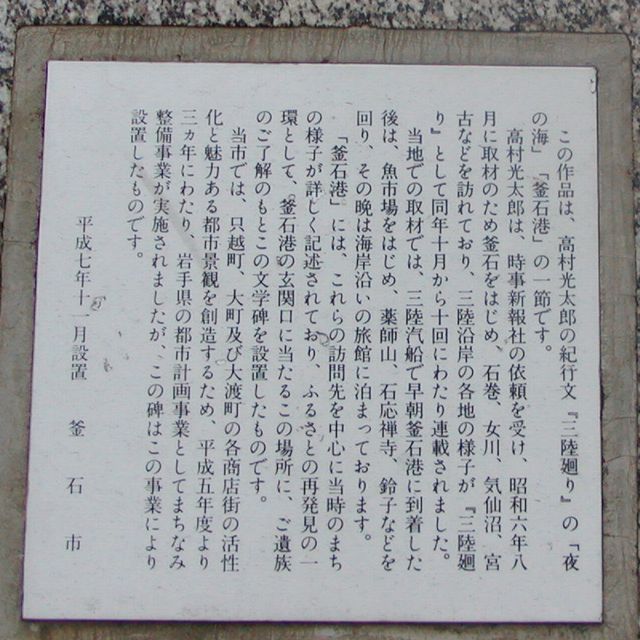 この作品は、高村光太郎の紀行文『三陸廻り』の「夜
の海」「釜石港」の一節です。
高村光太郎は、時事新報社の依頼を受け、昭和六年八
月に取材のため釜石をはじめ、石巻、女川、気仙沼、宮
古などを訪れており、三陸沿岸の各地の様子が『三陸廻
り』として同年十月から十回にわたり連載されました。
当地での取材では、三陸汽船で早朝釜石港に到着した
後は、魚市場をはじめ、薬師山、石応禅寺、鈴子などを
回り、その晩は海岸沿いの旅館に泊まっております。
「釜石港」には、これらの訪問先を中心に当時のまち
の様子が詳しく記述されており、ふるさとの再発見の一
環として、釜石港の玄関口に当たるこの場所に、ご遺族
のご了解のもとこの文学碑を設置したものです。
当市では、只越町、大町及び大渡町の各商店街の活性
化と魅力ある都市景観を創造するため、平成五年度より
三ヵ年にわたり、岩手県の都市計画事業としてまちなみ
整備事業が実施されましたが、この碑はこの事業により
設置したものです。
平成七年十一月設置　釜石市